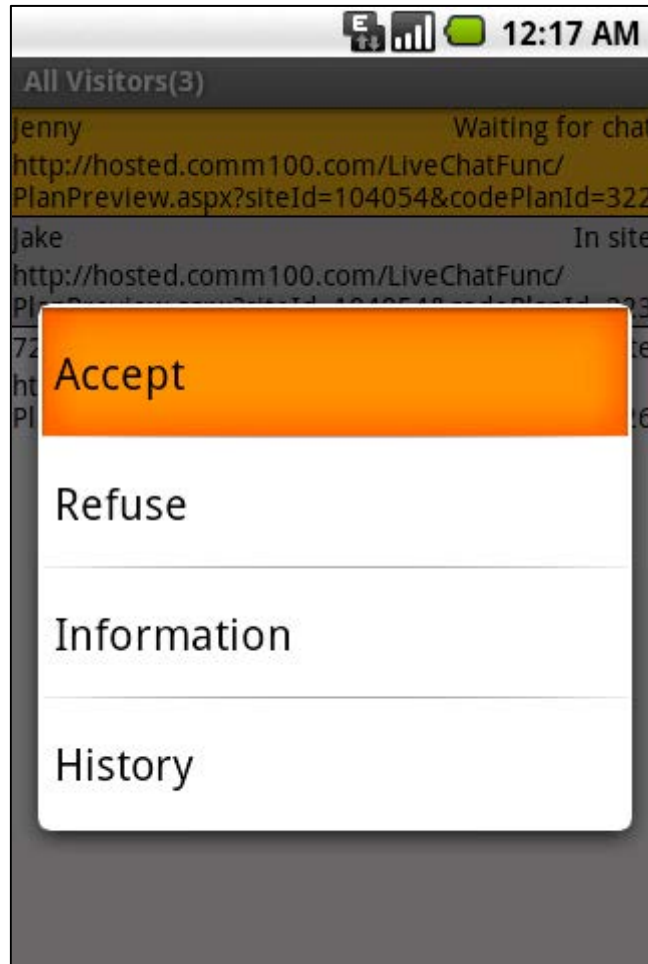 E
12:17 AM
All Visitors(3)
Jenny Waiting for chat
http://hosted.comm100.com/LiveChatFunc/
PlanPreview.aspx?siteId=104054&codePlanId=322
Jake In site
http://hosted.comm100.com/LiveChatFunc/
Accept
Refuse
Information
History